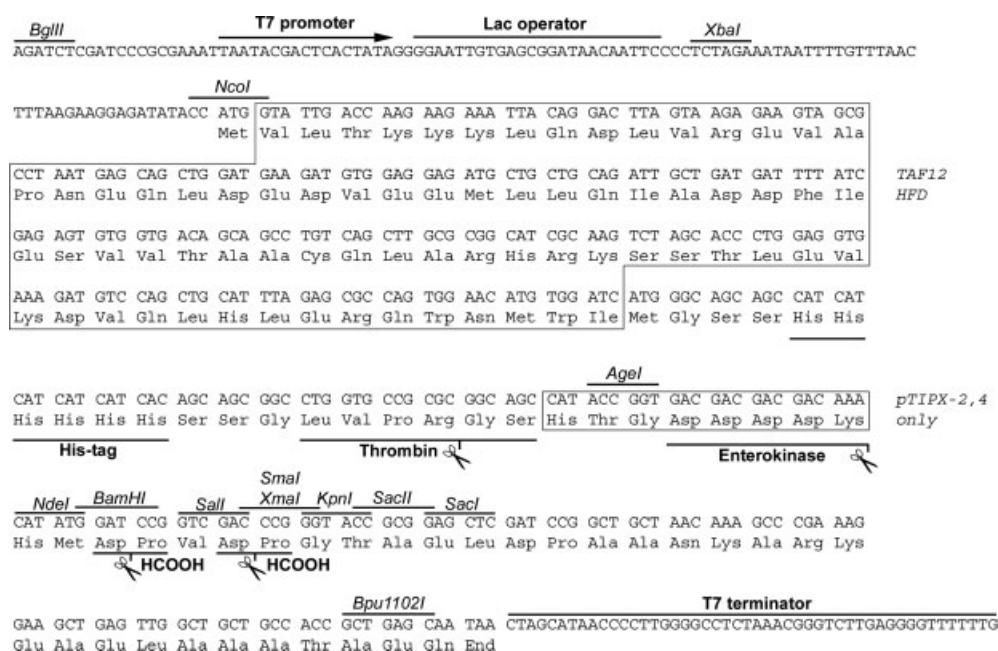 BglII T7 promoter Lac operator XbaI
AGATCTCGATCCCGCGAAATTAATACGACTCACTATAGGGGAATTGTGAGCGGATAACAATTCCCCTCTAGAAATAATTTTGTTTAAC
NcoI
TTTAAGAAGGAGATATACC ATG GTA TTG ACC AAG AAG AAA TTA CAG GAC TTA GTA AGA GAA GTA GCG
Met Val Leu Thr Lys Lys Lys Leu Gln Asp Leu Val Arg Glu Val Ala
CCT AAT GAG CAG CTG GAT GAA GAT GTG GAG GAG ATG CTG CTG CAG ATT GCT GAT GAT TTT ATC TAF12
Pro Asn Glu Gln Leu Asp Glu Asp Val Glu Glu Met Leu Leu Gln Ile Ala Asp Asp Phe Ile HFD
GAG AGT GTG GTG ACA GCA GCC TGT CAG CTT GCG CGG CAT CGC AAG TCT AGC ACC CTG GAG GTG
Glu Ser Val Val Thr Ala Ala Cys Gln Leu Ala Arg His Arg Lys Ser Ser Thr Leu Glu Val
AAA GAT GTC CAG CTG CAT TTA GAG CGC CAG TGG AAC ATG TGG ATC ATG GGC AGC AGC CAT CAT
Lys Asp Val Gln Leu His Leu Glu Arg Gln Trp Asn Met Trp Ile Met Gly Ser Ser His His
AgeI
CAT CAT CAT CAC AGC AGC GGC CTG GTG CCG CGC GGC AGC CAT ACC GGT GAC GAC GAC GAC AAA pTIPX-2,4
His His His His Ser Ser Gly Leu Val Pro Arg Gly Ser His Thr Gly Asp Asp Asp Asp Lys only
His-tag Thrombin Enterokinase
SmaI
NdeI BamHI SalI XmaI KpnI SacII SacI
CAT ATG GAT CCG GTC GAC CCG GGT ACC GCG GAG CTC GAT CCG GCT GCT AAC AAA GCC CGA AAG
His Met Asp Pro Val Asp Pro Gly Thr Ala Glu Leu Asp Pro Ala Ala Asn Lys Ala Arg Lys
HCOOH HCOOH
Bpu1102I T7 terminator
GAA GCT GAG TTG GCT GCT GCC ACC GCT GAG CAA TAA CTAGCATAACCCCTTGGGGCCTCTAAACGGGTCTTGAGGGGTTTTTTG
Glu Ala Glu Leu Ala Ala Ala Thr Ala Glu Gln End